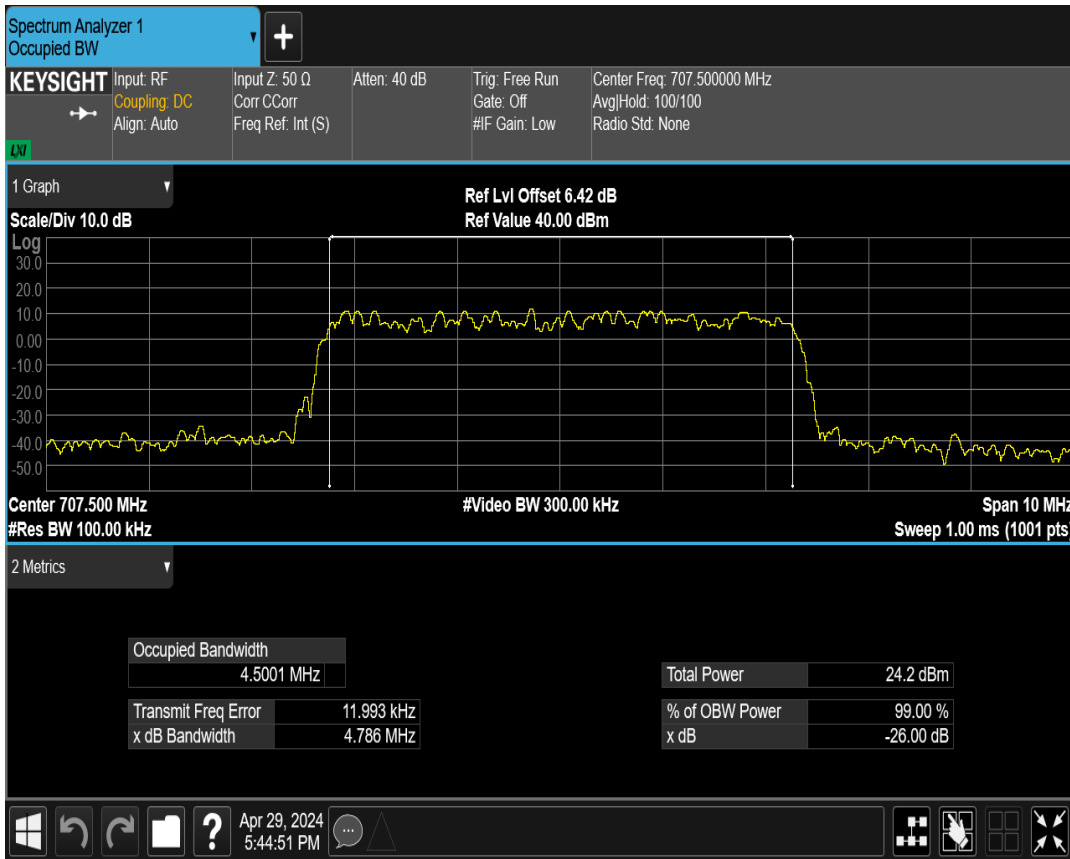 Spectrum Analyzer 1
Occupied BW
▼
+
KEYSIGHT
LXI
Input: RF
Coupling: DC
Align: Auto
Input Z: 50 Ω
Corr CCorr
Freq Ref: Int (S)
Atten: 40 dB
Trig: Free Run
Gate: Off
#IF Gain: Low
Center Freq: 707.500000 MHz
Avg|Hold: 100/100
Radio Std: None
1 Graph
Scale/Div 10.0 dB
Ref Lvl Offset 6.42 dB
Ref Value 40.00 dBm
Log
30.0
20.0
10.0
0.00
-10.0
-20.0
-30.0
-40.0
-50.0
Center 707.500 MHz
#Video BW 300.00 kHz
Span 10 MHz
#Res BW 100.00 kHz
Sweep 1.00 ms (1001 pts)
2 Metrics
Occupied Bandwidth
4.5001 MHz
Total Power 24.2 dBm
Transmit Freq Error 11.993 kHz
% of OBW Power 99.00 %
x dB Bandwidth 4.786 MHz
x dB -26.00 dB
?
Apr 29, 2024
5:44:51 PM